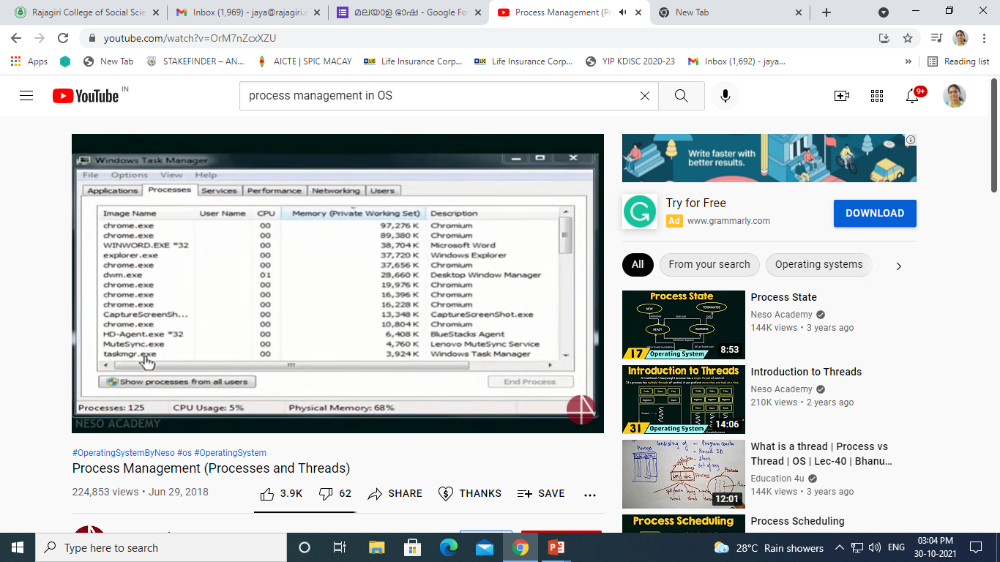 Rajagiri College of Social Scie
Inbox (1,969) - jaya@rajagiri.e
മലയാള ഭാഷ - Google Fo
Process Management (Pr
New Tab
youtube.com/watch?v=OrM7nZcxXZU
Apps
New Tab
STAKEFINDER – AN...
AICTE | SPIC MACAY
Life Insurance Corp...
Life Insurance Corp...
YIP KDISC 2020-23
Inbox (1,692) - jaya...
»
Reading list
YouTube IN
process management in OS
9+
Windows Task Manager
File Options View Help
Applications Processes Services Performance Networking Users
Image Name User Name CPU Memory (Private Working Set) Description
chrome.exe 00 97,276 K Chromium
chrome.exe 00 89,380 K Chromium
WINWORD.EXE *32 00 38,704 K Microsoft Word
explorer.exe 00 37,720 K Windows Explorer
chrome.exe 00 37,656 K Chromium
dwm.exe 01 28,660 K Desktop Window Manager
chrome.exe 00 19,976 K Chromium
chrome.exe 00 16,396 K Chromium
chrome.exe 00 16,228 K Chromium
CaptureScreenSh... 00 13,348 K CaptureScreenShot.exe
chrome.exe 00 10,804 K Chromium
HD-Agent.exe *32 00 6,408 K BlueStacks Agent
MuteSync.exe 00 4,760 K Lenovo MuteSync Service
taskmgr.exe 00 3,924 K Windows Task Manager
Show processes from all users
End Process
Processes: 125 CPU Usage: 5% Physical Memory: 68%
NESO ACADEMY
#OperatingSystemByNeso #os #OperatingSystem
Process Management (Processes and Threads)
224,853 views • Jun 29, 2018
3.9K
62
SHARE
THANKS
SAVE
Write faster with
better results.
Try for Free
Ad www.grammarly.com
DOWNLOAD
All
From your search
Operating systems
Process State
NEW
TERMINATED
READY
RUNNING
17 Operating System
8:53
Process State
Neso Academy
144K views • 3 years ago
Introduction to Threads
31 Operating System
14:06
Introduction to Threads
Neso Academy
210K views • 2 years ago
12:01
What is a thread | Process vs
Thread | OS | Lec-40 | Bhanu...
Education 4u
144K views • 3 years ago
Process Scheduling
Process Scheduling
Type here to search
28°C Rain showers
ENG
03:04 PM
30-10-2021